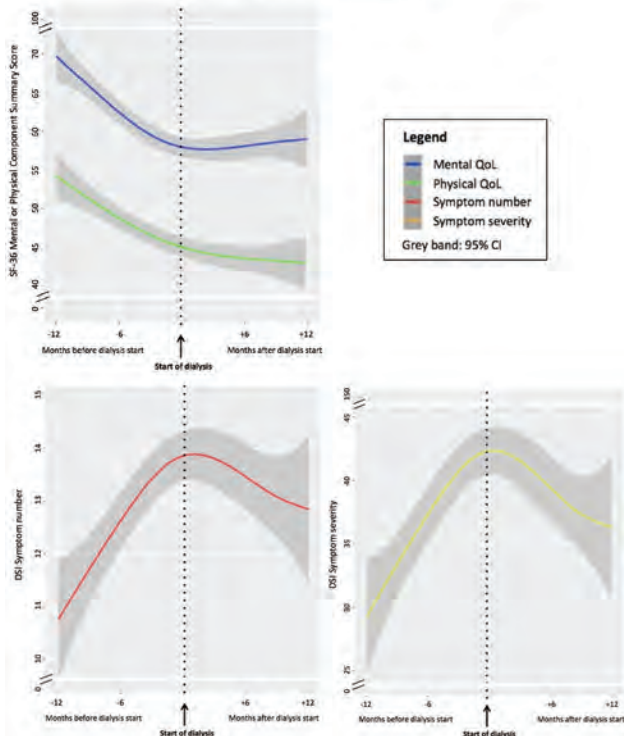 SF-36 Mental or Physical Component Summary Score
100
70
65
60
55
50
45
40
0
-12
-6
+6
+12
Months before dialysis start
Months after dialysis start
Start of dialysis
Legend
Mental QoL
Physical QoL
Symptom number
Symptom severity
Grey band: 95% CI
DSI Symptom number
15
14
13
12
11
10
0
-12
-6
+6
+12
Months before dialysis start
Months after dialysis start
Start of dialysis
DSI Symptom severity
150
45
40
35
30
25
0
-12
-6
+6
+12
Months before dialysis start
Months after dialysis start
Start of dialysis